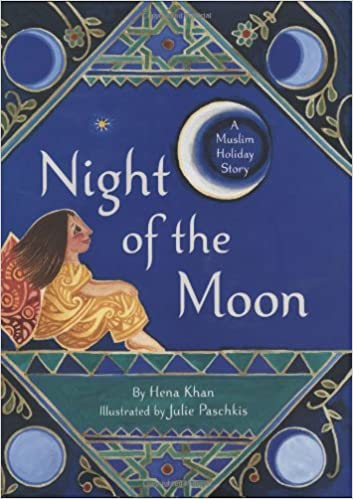 A
Muslim
Holiday
Story
Night
of the
Moon
By Hena Khan
Illustrated by Julie Paschkis